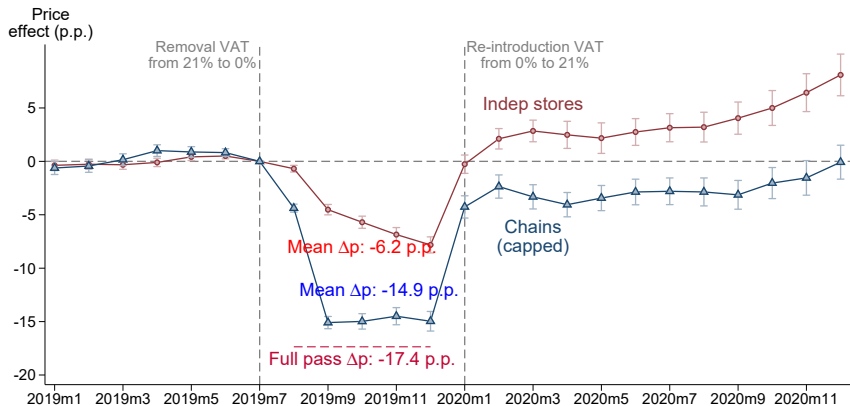 Price
effect (p.p.)
Removal VAT
from 21% to 0%
Re-introduction VAT
from 0% to 21%
Indep stores
5
0
-5
-10
-15
-20
Chains
(capped)
Mean Δp: -6.2 p.p.
Mean Δp: -14.9 p.p.
Full pass Δp: -17.4 p.p.
2019m1 2019m3 2019m5 2019m7 2019m9 2019m11 2020m1 2020m3 2020m5 2020m7 2020m9 2020m11